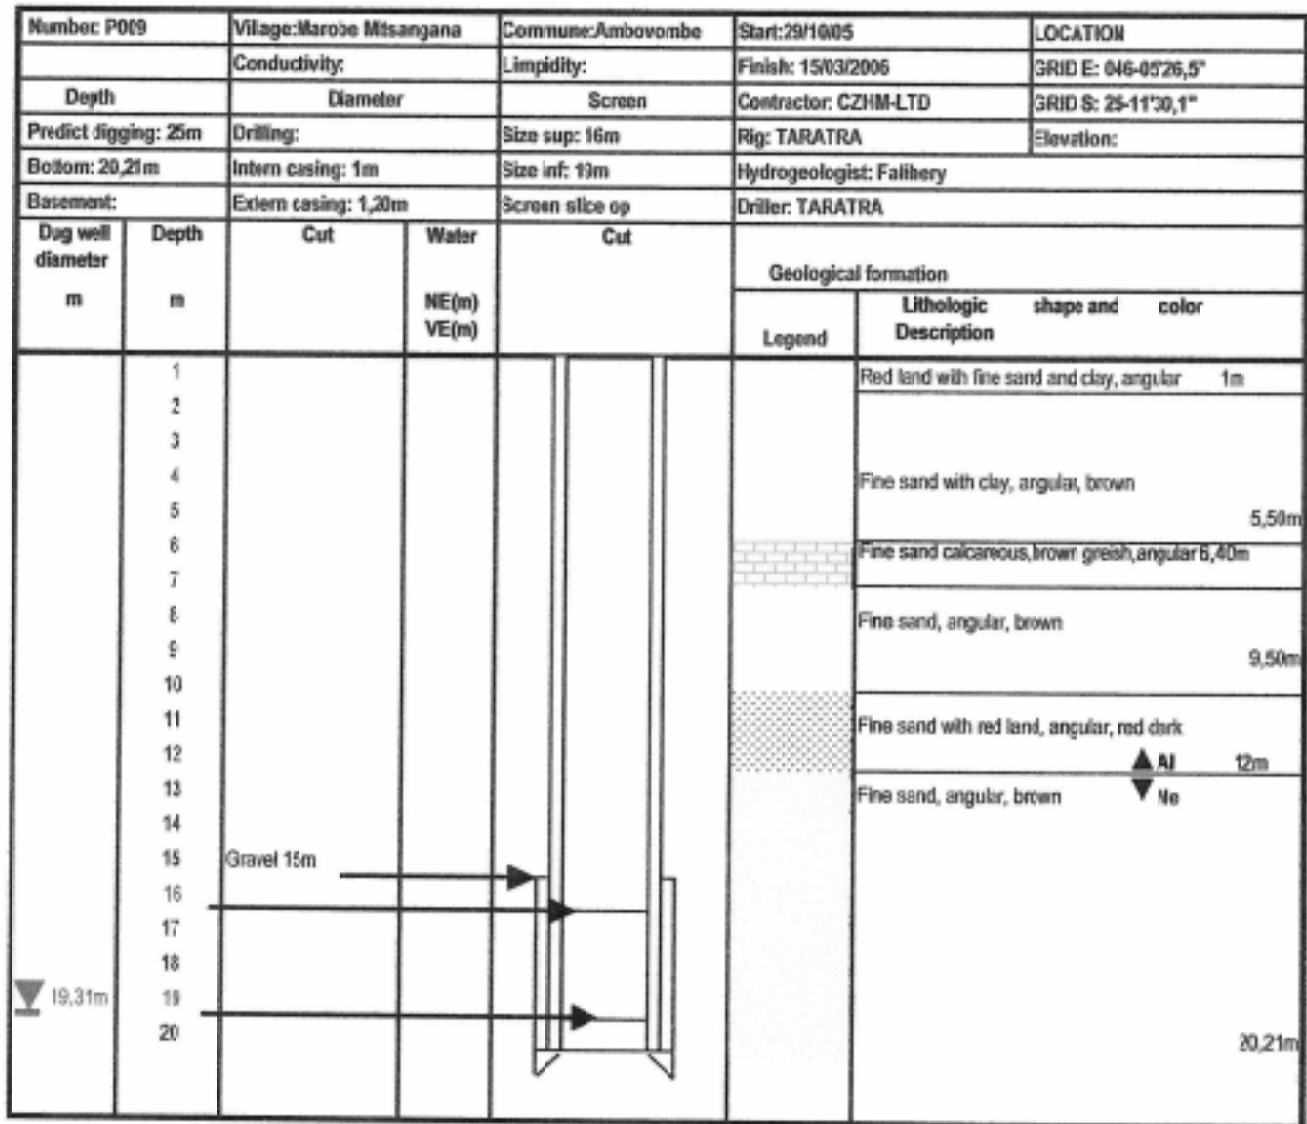 Number: P009 Village:Marobe Mitsangana Commune:Ambovombe Start:29/10/05 LOCATION
Conductivity: Limpidity: Finish: 15/03/2006 GRID E: 046-05'26,5"
Depth Diameter Screen Contractor: CZHM-LTD GRID S: 25-11'30,1"
Predict digging: 25m Drilling: Size sup: 16m Rig: TARATRA Elevation:
Bottom: 20,21m Intern casing: 1m Size inf: 19m Hydrogeologist: Falibery
Basement: Extern casing: 1,20m Screen slice op Driller: TARATRA
Dug well diameter Depth Cut Water Cut
Geological formation
m m NE(m) VE(m)
Legend Lithologic shape and color
Description
1 Red land with fine sand and clay, angular 1m
2
3
4 Fine sand with clay, angular, brown
5 5,50m
6 Fine sand calcareous,brown greish,angular 6,40m
7
8 Fine sand, angular, brown
9 9,50m
10
11 Fine sand with red land, angular, red dark
12 Al 12m
13 Fine sand, angular, brown Ne
14
15 Gravel 15m
16
17
18
19,31m 19
20 20,21m